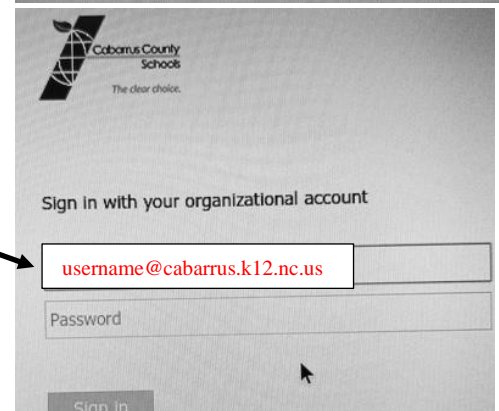 Cabarrus County
Schools
The clear choice.
Sign in with your organizational account
username@cabarrus.k12.nc.us
Password
Sign in